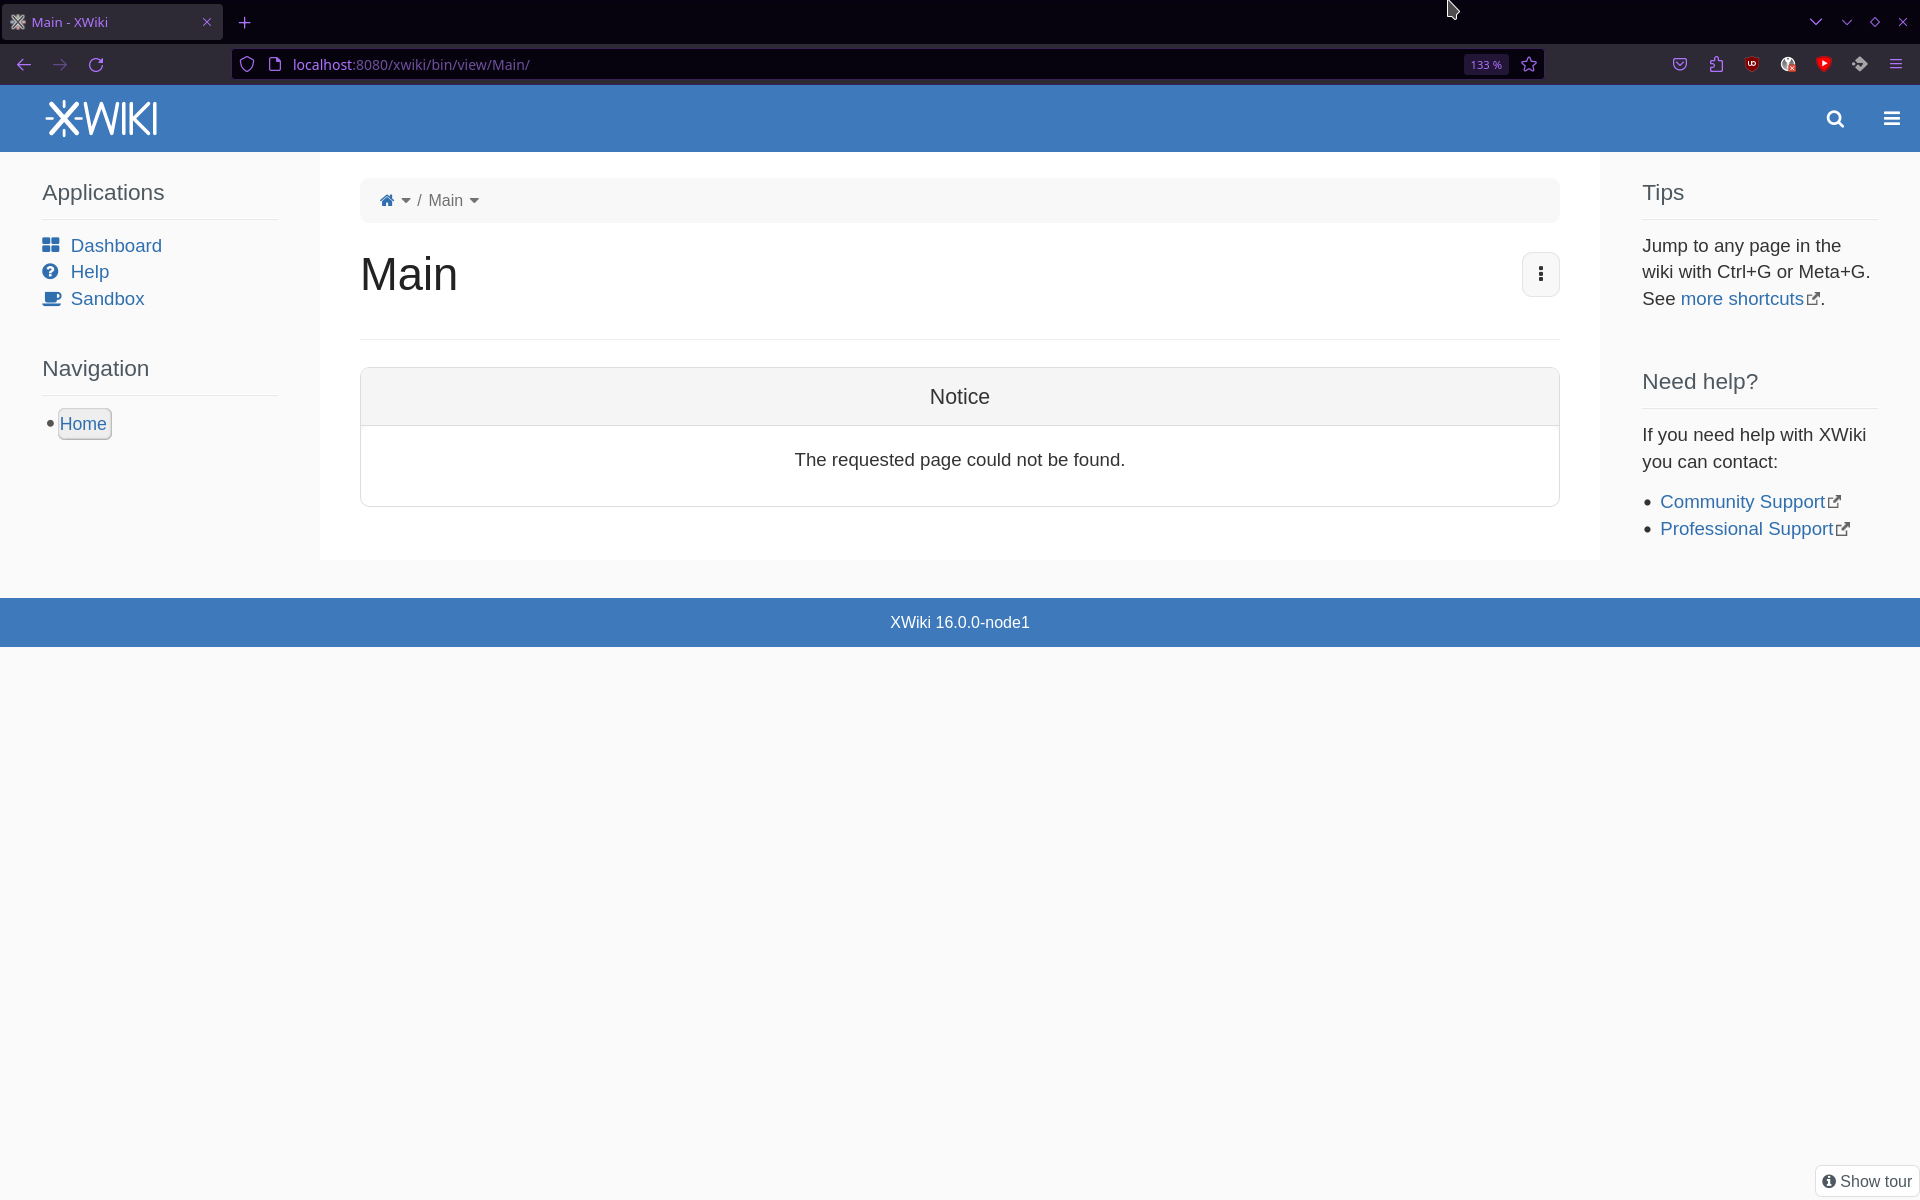 Main - XWiki
localhost:8080/xwiki/bin/view/Main/
133 %
XWIKI
Applications
Dashboard
Help
Sandbox
Navigation
Home
/ Main
Main
Notice
The requested page could not be found.
Tips
Jump to any page in the
wiki with Ctrl+G or Meta+G.
See more shortcuts.
Need help?
If you need help with XWiki
you can contact:
Community Support
Professional Support
XWiki 16.0.0-node1
Show tour